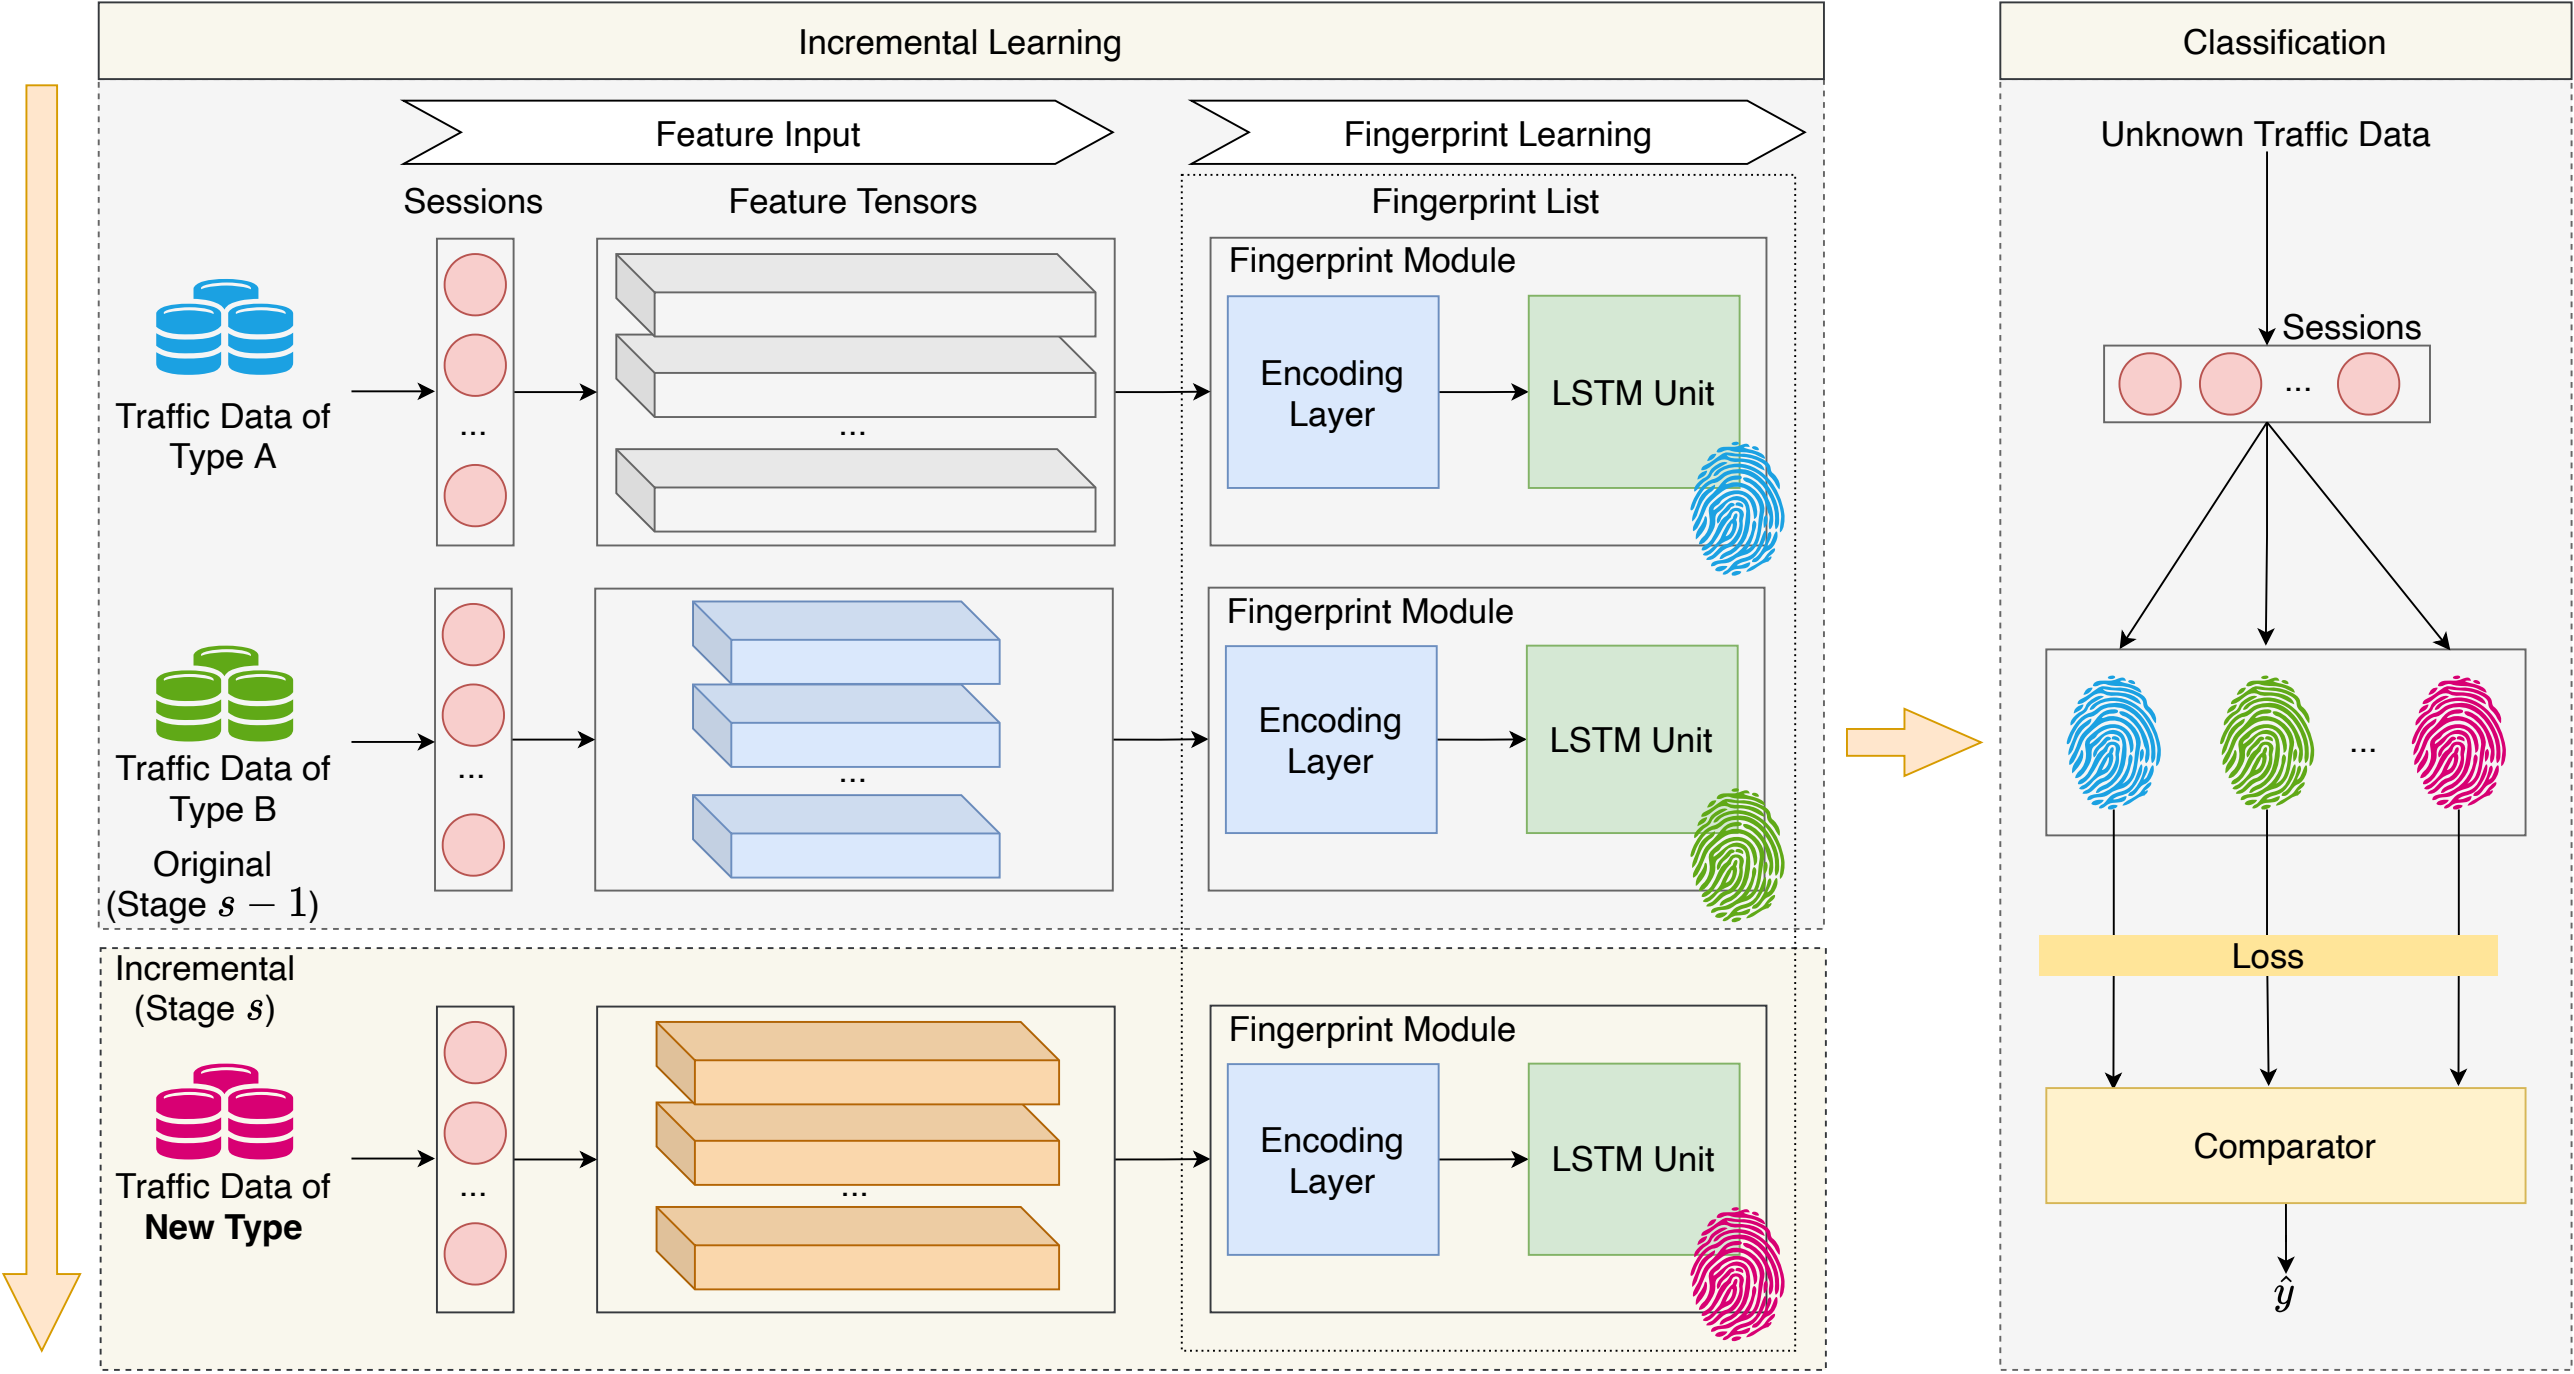 Incremental Learning
Feature Input
Fingerprint Learning
Sessions
Feature Tensors
Fingerprint List
Traffic Data of
Type A
...
...
Fingerprint Module
Encoding
Layer
LSTM Unit
Traffic Data of
Type B
...
...
Fingerprint Module
Encoding
Layer
LSTM Unit
Original
(Stage s − 1)
Incremental
(Stage s)
Traffic Data of
New Type
...
...
Fingerprint Module
Encoding
Layer
LSTM Unit
Classification
Unknown Traffic Data
Sessions
...
...
Loss
Comparator
ŷ